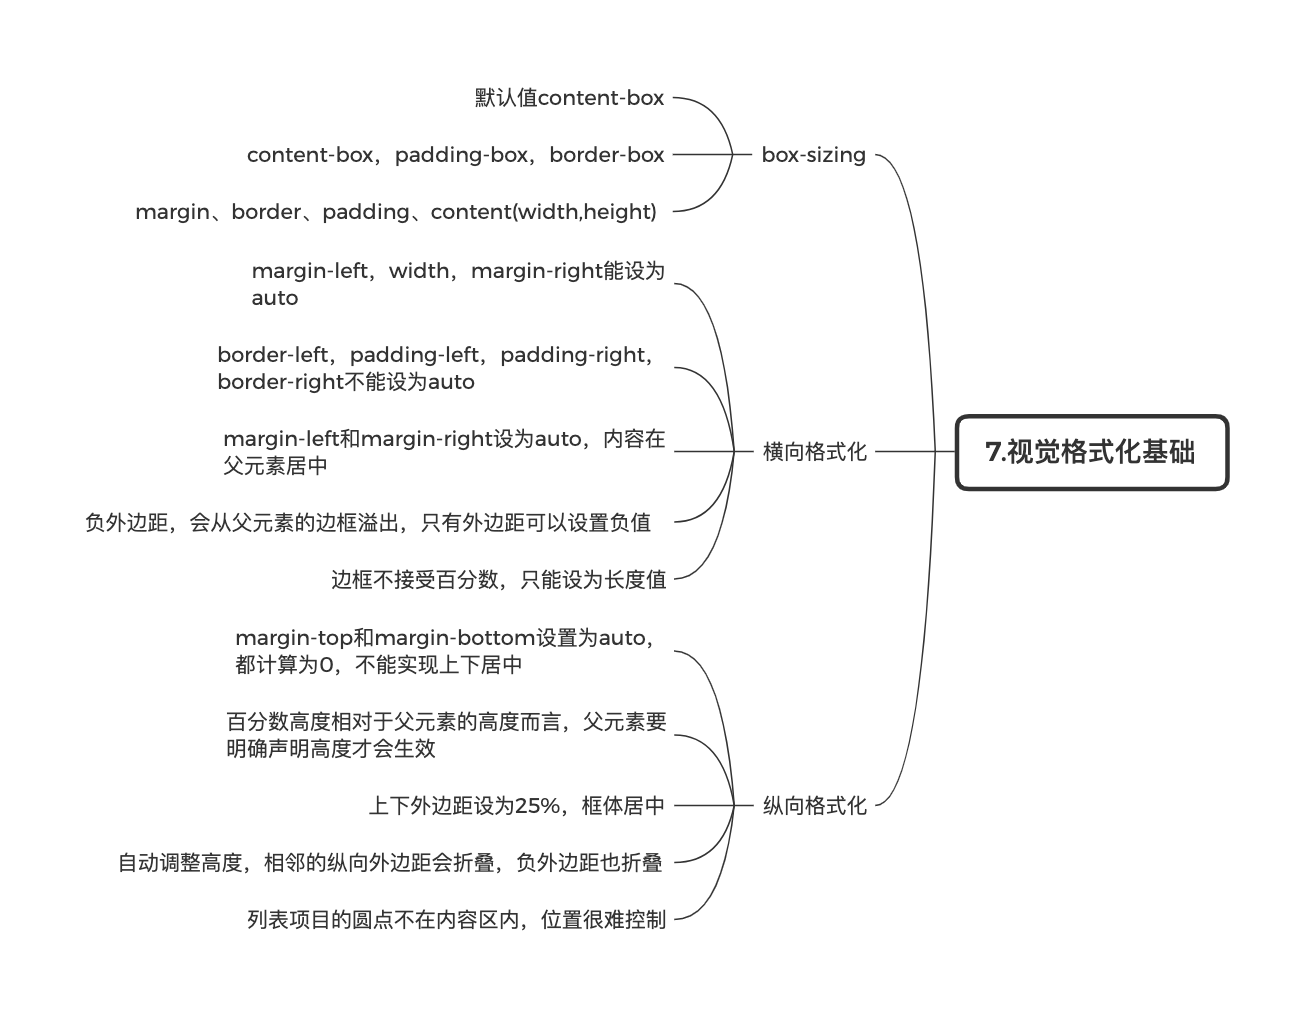 默认值content-box
content-box，padding-box，border-box
box-sizing
margin、border、padding、content(width,height)
margin-left，width，margin-right能设为
auto
border-left，padding-left，padding-right，
border-right不能设为auto
margin-left和margin-right设为auto，内容在
父元素居中
横向格式化
7.视觉格式化基础
负外边距，会从父元素的边框溢出，只有外边距可以设置负值
边框不接受百分数，只能设为长度值
margin-top和margin-bottom设置为auto，
都计算为0，不能实现上下居中
百分数高度相对于父元素的高度而言，父元素要
明确声明高度才会生效
上下外边距设为25%，框体居中
纵向格式化
自动调整高度，相邻的纵向外边距会折叠，负外边距也折叠
列表项目的圆点不在内容区内，位置很难控制